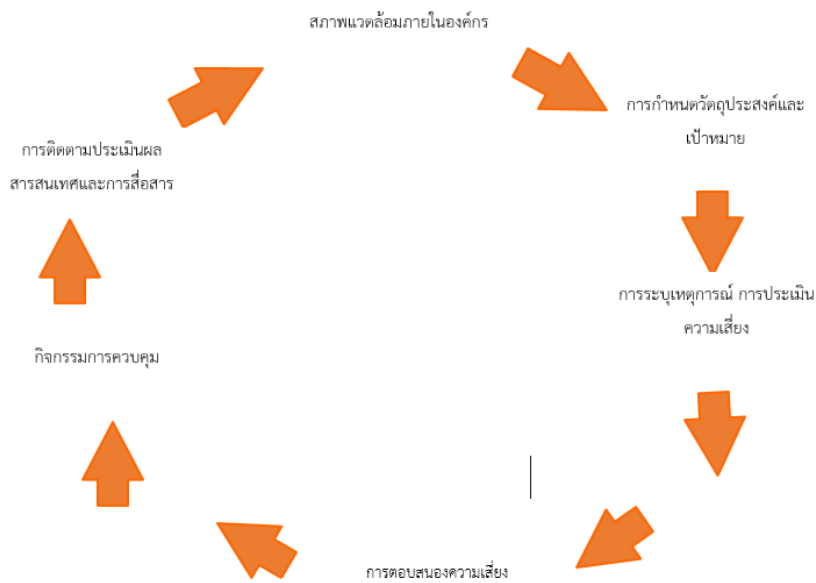 สภาพแวดล้อมภายในองค์กร
การกำหนดวัตถุประสงค์และ
เป้าหมาย
การระบุเหตุการณ์ การประเมิน
ความเสี่ยง
การตอบสนองความเสี่ยง
กิจกรรมการควบคุม
การติดตามประเมินผล
สารสนเทศและการสื่อสาร